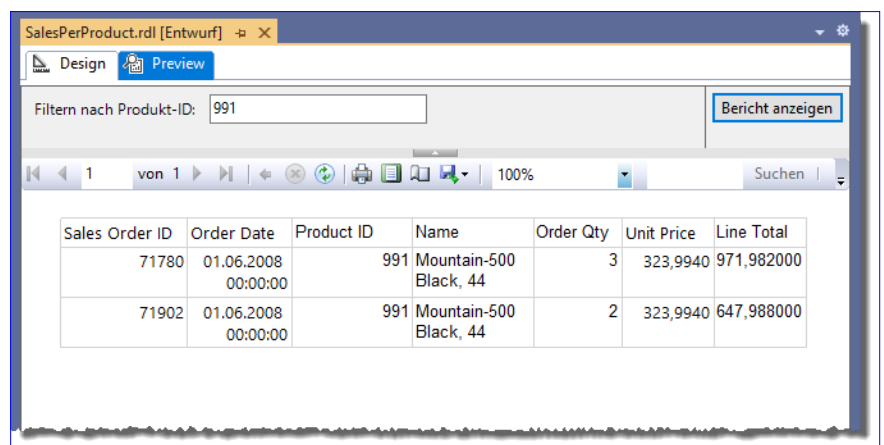 SalesPerProduct.rdl [Entwurf]
Design Preview
Filtern nach Produkt-ID: 991 Bericht anzeigen
1 von 1 100% Suchen
Sales Order ID Order Date Product ID Name Order Qty Unit Price Line Total
71780 01.06.2008 991 Mountain-500 3 323,9940 971,982000
00:00:00 Black, 44
71902 01.06.2008 991 Mountain-500 2 323,9940 647,988000
00:00:00 Black, 44